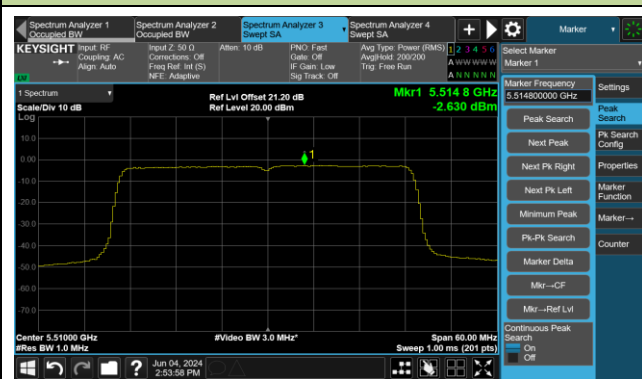 Spectrum Analyzer 1
Occupied BW
Spectrum Analyzer 2
Occupied BW
Spectrum Analyzer 3
Swept SA
Spectrum Analyzer 4
Swept SA
Marker
KEYSIGHT
Input: RF
Coupling: AC
Align: Auto
Input Z: 50 Ω
Corrections: Off
Freq Ref: Int (S)
NFE: Adaptive
Atten: 10 dB
PNO: Fast
Gate: Off
IF Gain: Low
Sig Track: Off
Avg Type: Power (RMS)
Avg|Hold: 200/200
Trig: Free Run
1 2 3 4 5 6
A W W W W W
A N N N N N
Select Marker
Marker 1
1 Spectrum
Scale/Div 10 dB
Log
Ref Lvl Offset 21.20 dB
Ref Level 20.00 dBm
Mkr1 5.514 8 GHz
-2.630 dBm
10.0
0.00
-10.0
-20.0
-30.0
-40.0
-50.0
-60.0
-70.0
1
Center 5.51000 GHz
#Res BW 1.0 MHz
#Video BW 3.0 MHz*
Span 60.00 MHz
Sweep 1.00 ms (201 pts)
Marker Frequency
5.514800000 GHz
Peak Search
Next Peak
Next Pk Right
Next Pk Left
Minimum Peak
Pk-Pk Search
Marker Delta
Mkr→CF
Mkr→Ref Lvl
Continuous Peak
Search
On
Off
Settings
Peak
Search
Pk Search
Config
Properties
Marker
Function
Marker→
Counter
Jun 04, 2024
2:53:58 PM